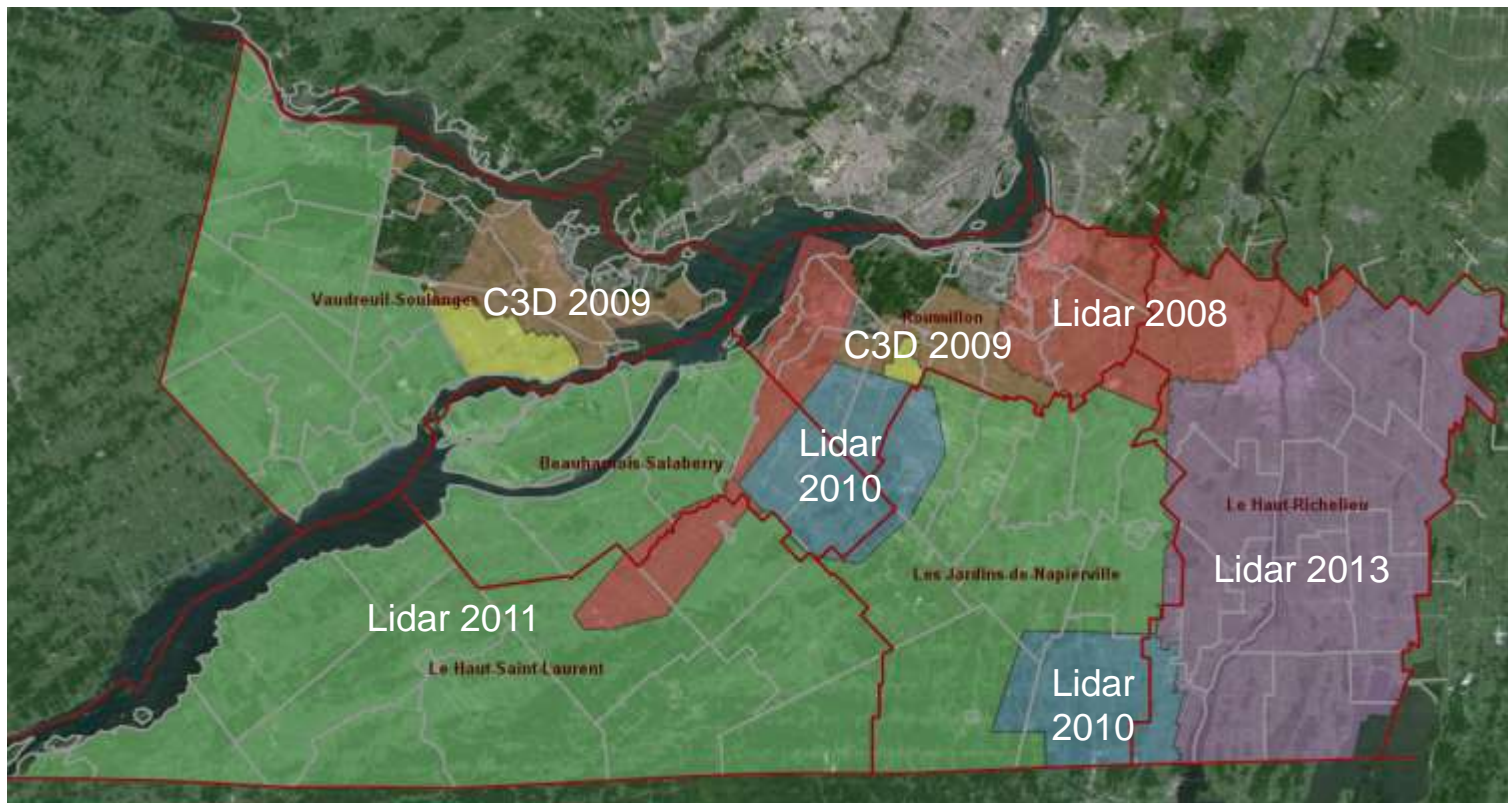 Vaudreuil-Soulanges
C3D 2009
Roussillon
Lidar 2008
C3D 2009
Lidar
2010
Beauharnois-Salaberry
Le Haut-Richelieu
Les Jardins-de-Napierville
Lidar 2013
Lidar 2011
Le Haut-Saint-Laurent
Lidar
2010